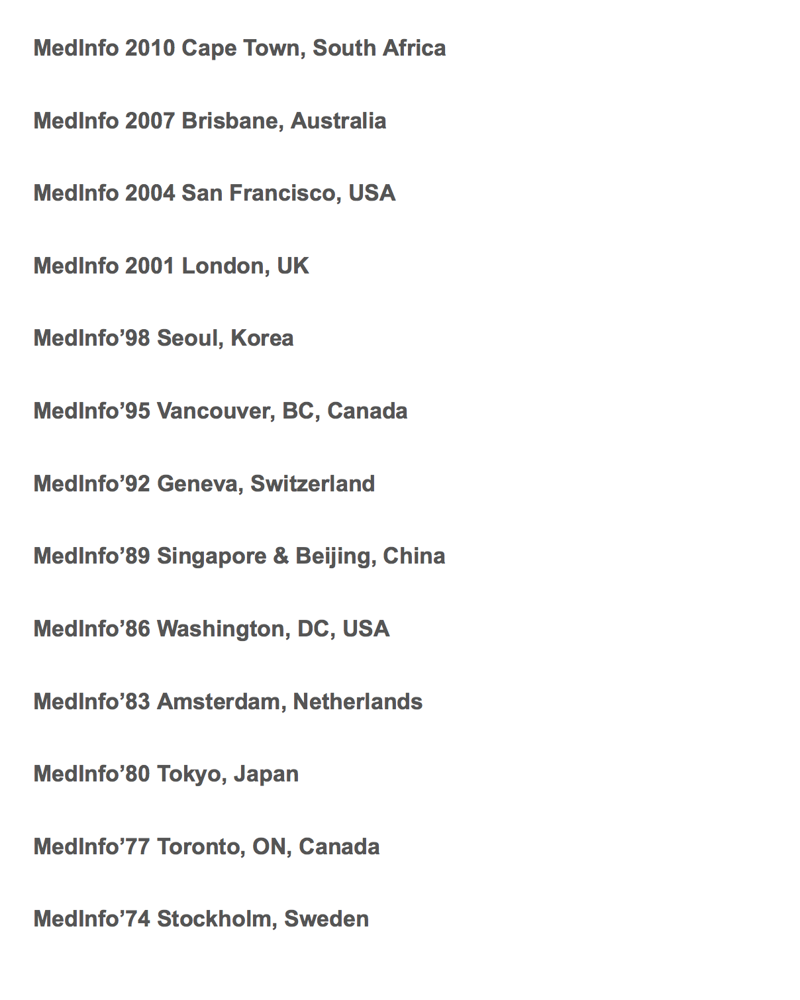 MedInfo 2010 Cape Town, South Africa
MedInfo 2007 Brisbane, Australia
MedInfo 2004 San Francisco, USA
MedInfo 2001 London, UK
MedInfo’98 Seoul, Korea
MedInfo’95 Vancouver, BC, Canada
MedInfo’92 Geneva, Switzerland
MedInfo’89 Singapore & Beijing, China
MedInfo’86 Washington, DC, USA
MedInfo’83 Amsterdam, Netherlands
MedInfo’80 Tokyo, Japan
MedInfo’77 Toronto, ON, Canada
MedInfo’74 Stockholm, Sweden